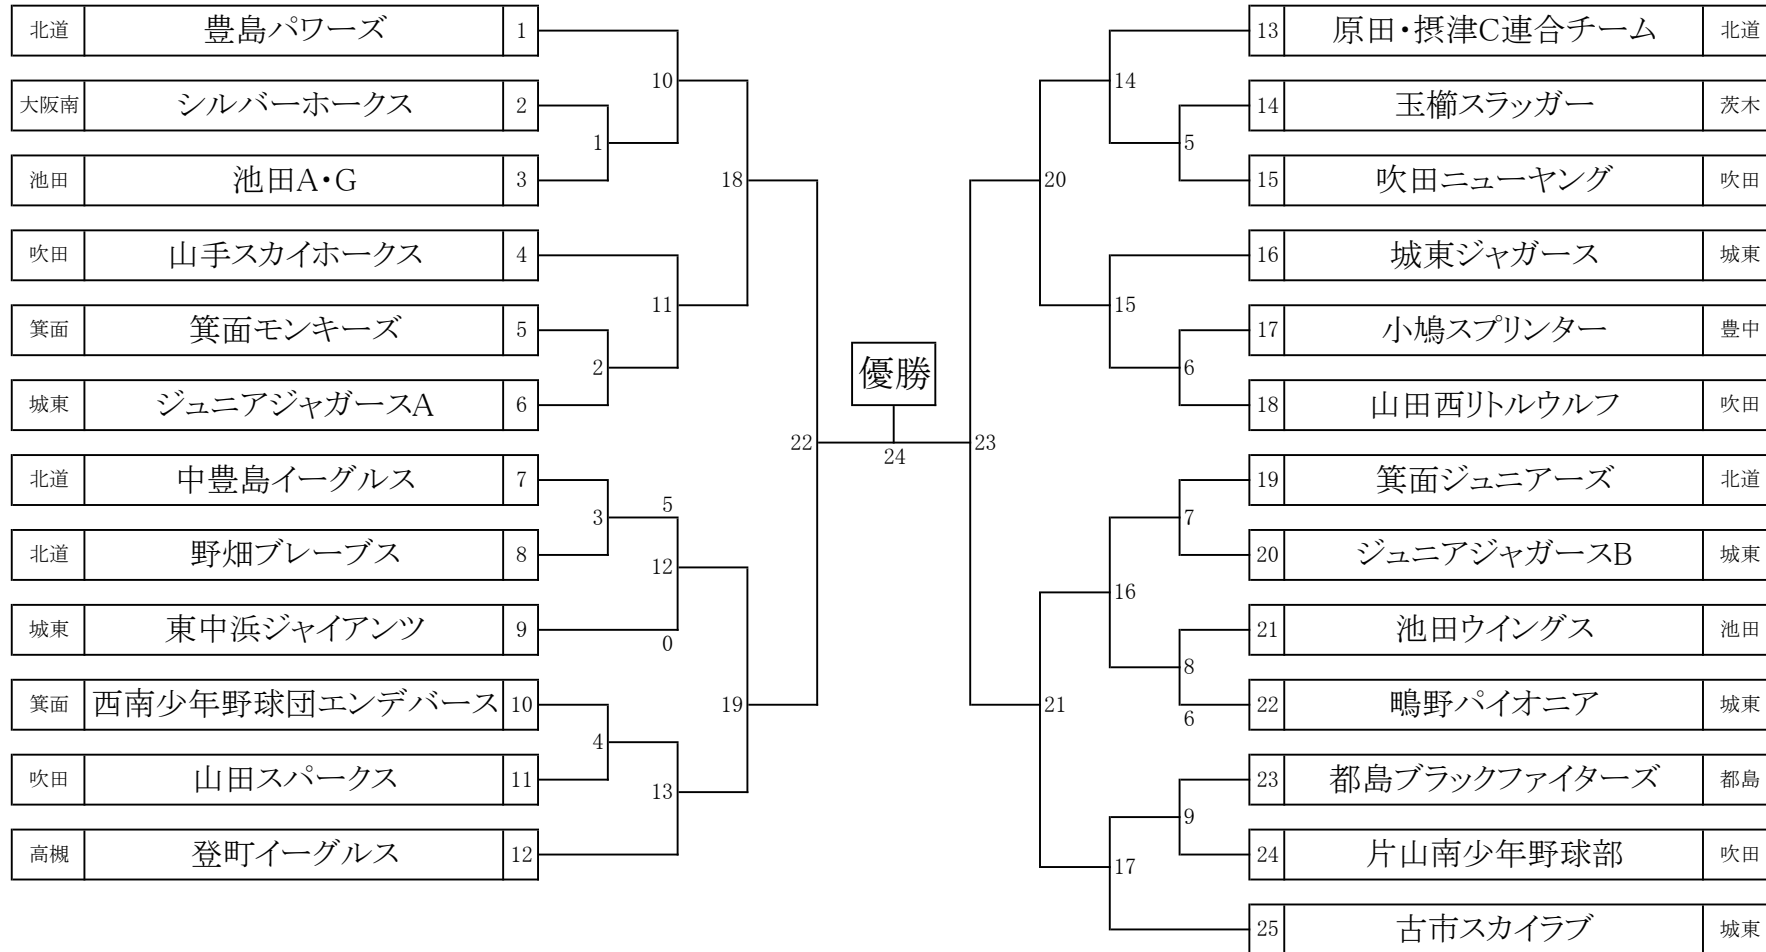 北道 豊島パワーズ 1
大阪南 シルバーホークス 2
池田 池田A・G 3
吹田 山手スカイホークス 4
箕面 箕面モンキーズ 5
城東 ジュニアジャガースA 6
北道 中豊島イーグルス 7
北道 野畑ブレーブス 8
城東 東中浜ジャイアンツ 9
箕面 西南少年野球団エンデバース 10
吹田 山田スパークス 11
高槻 登町イーグルス 12
10
1
18
11
2
22
3
5
12
0
19
4
13
優勝
24
23
14
5
20
15
6
7
16
8
6
21
9
17
13 原田・摂津C連合チーム 北道
14 玉櫛スラッガー 茨木
15 吹田ニューヤング 吹田
16 城東ジャガース 城東
17 小鳩スプリンター 豊中
18 山田西リトルウルフ 吹田
19 箕面ジュニアーズ 北道
20 ジュニアジャガースB 城東
21 池田ウイングス 池田
22 鴫野パイオニア 城東
23 都島ブラックファイターズ 都島
24 片山南少年野球部 吹田
25 古市スカイラブ 城東